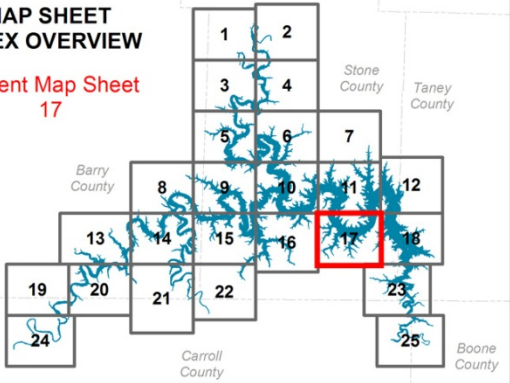 MAP SHEET
EX OVERVIEW
ent Map Sheet
17
1
2
3
4
Stone
County
Taney
County
5
6
7
Barry
County
8
9
10
11
12
13
14
15
16
17
18
19
20
21
22
23
24
25
Carroll
County
Boone
County